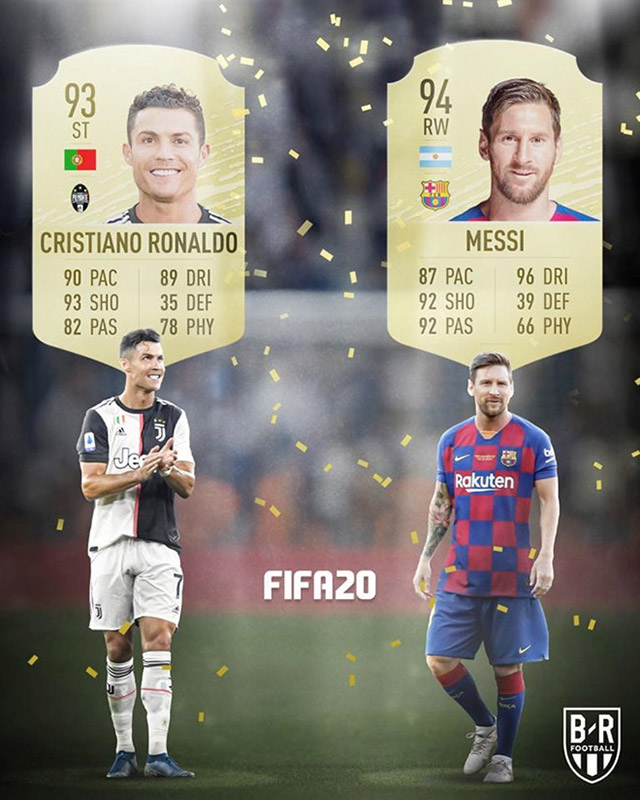 93
ST
CRISTIANO RONALDO
90 PAC 89 DRI
93 SHO 35 DEF
82 PAS 78 PHY
94
RW
MESSI
87 PAC 96 DRI
92 SHO 39 DEF
92 PAS 66 PHY
Jeep
7
Rakuten
FIFA20
B-R
FOOTBALL